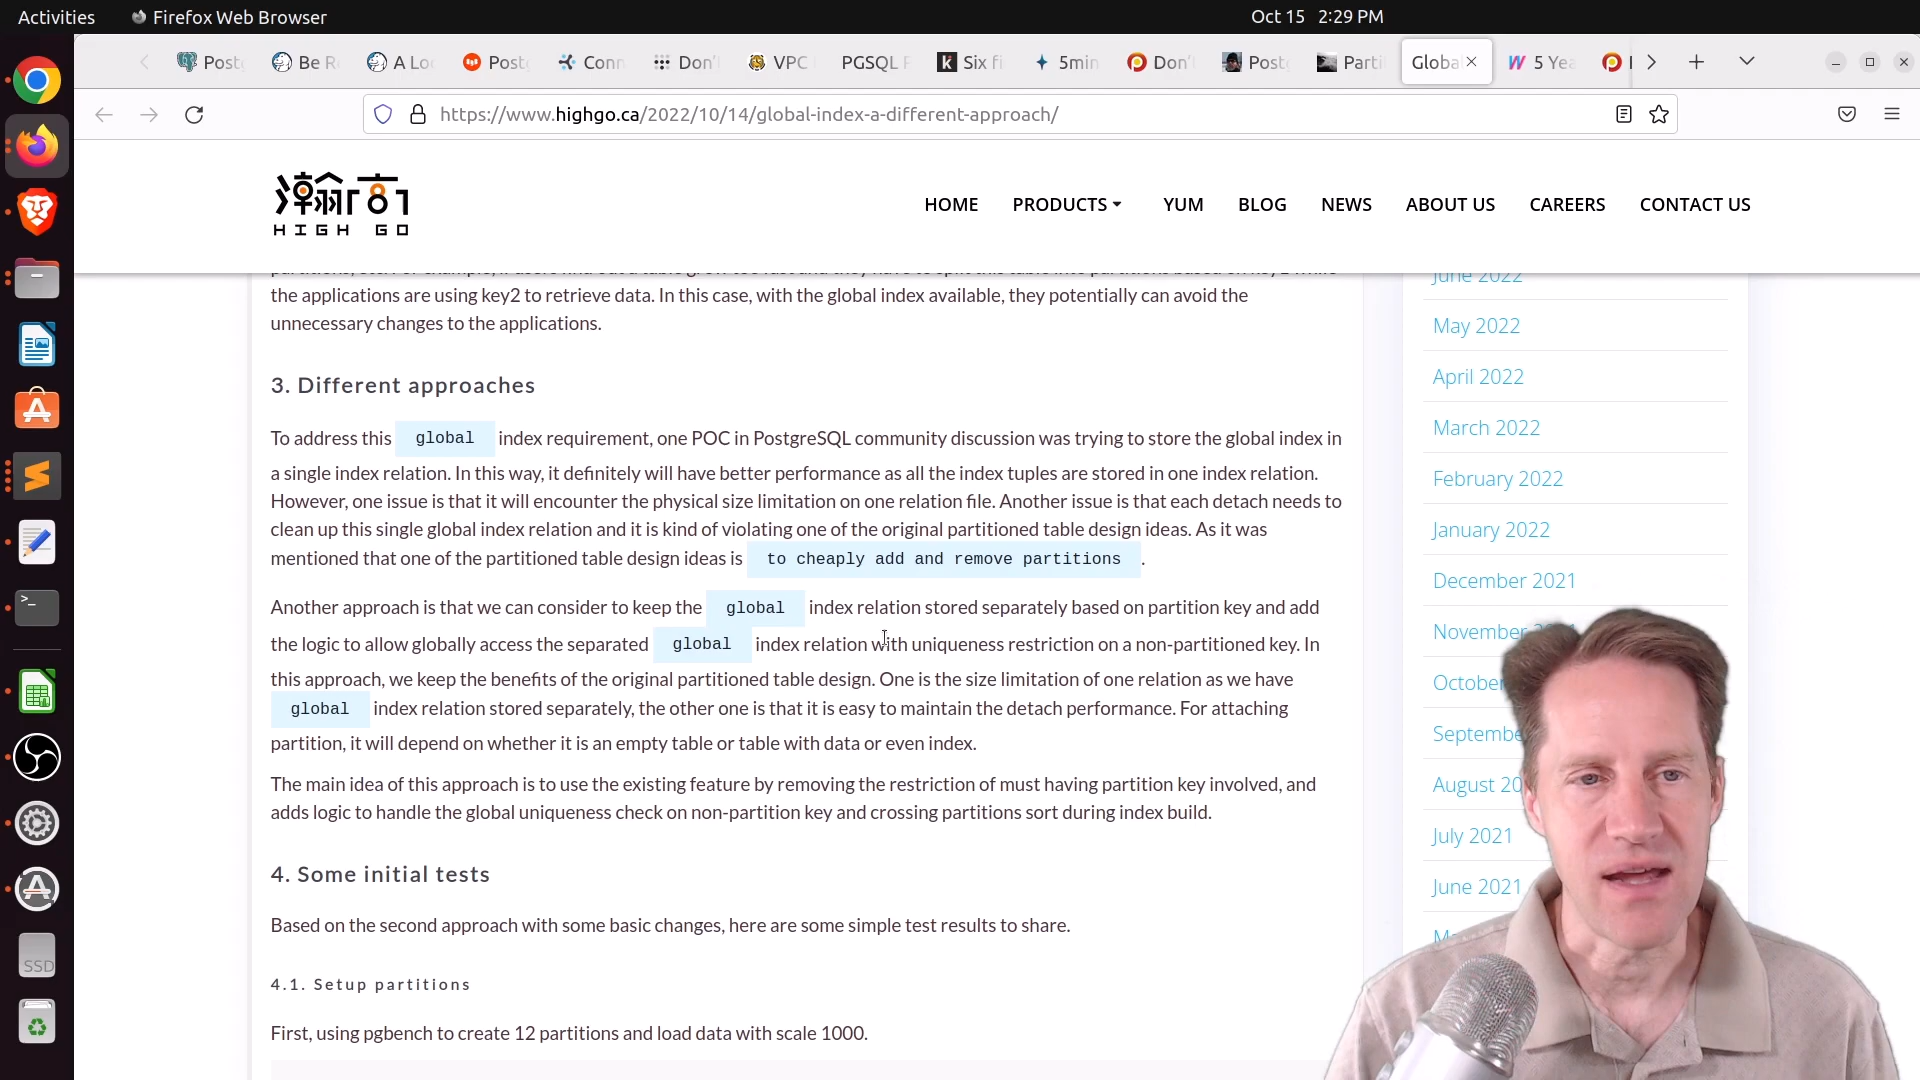 Activities
Firefox Web Browser
Oct 15 2:29 PM
Post
Be R
A Lo
Post
Conn
Don'
VPC
PGSQL F
Six fi
5min
Don'
Post
Parti
Globa
5 Yea
https://www.highgo.ca/2022/10/14/global-index-a-different-approach/
瀚高
HIGH GO
HOME
PRODUCTS
YUM
BLOG
NEWS
ABOUT US
CAREERS
CONTACT US
the applications are using key2 to retrieve data. In this case, with the global index available, they potentially can avoid the
unnecessary changes to the applications.
3. Different approaches
To address this global index requirement, one POC in PostgreSQL community discussion was trying to store the global index in
a single index relation. In this way, it definitely will have better performance as all the index tuples are stored in one index relation.
However, one issue is that it will encounter the physical size limitation on one relation file. Another issue is that each detach needs to
clean up this single global index relation and it is kind of violating one of the original partitioned table design ideas. As it was
mentioned that one of the partitioned table design ideas is to cheaply add and remove partitions .
Another approach is that we can consider to keep the global index relation stored separately based on partition key and add
the logic to allow globally access the separated global index relation with uniqueness restriction on a non-partitioned key. In
this approach, we keep the benefits of the original partitioned table design. One is the size limitation of one relation as we have
global index relation stored separately, the other one is that it is easy to maintain the detach performance. For attaching
partition, it will depend on whether it is an empty table or table with data or even index.
The main idea of this approach is to use the existing feature by removing the restriction of must having partition key involved, and
adds logic to handle the global uniqueness check on non-partition key and crossing partitions sort during index build.
4. Some initial tests
Based on the second approach with some basic changes, here are some simple test results to share.
4.1. Setup partitions
First, using pgbench to create 12 partitions and load data with scale 1000.
June 2022
May 2022
April 2022
March 2022
February 2022
January 2022
December 2021
November
October
Septembe
August 20
July 2021
June 2021
SSD